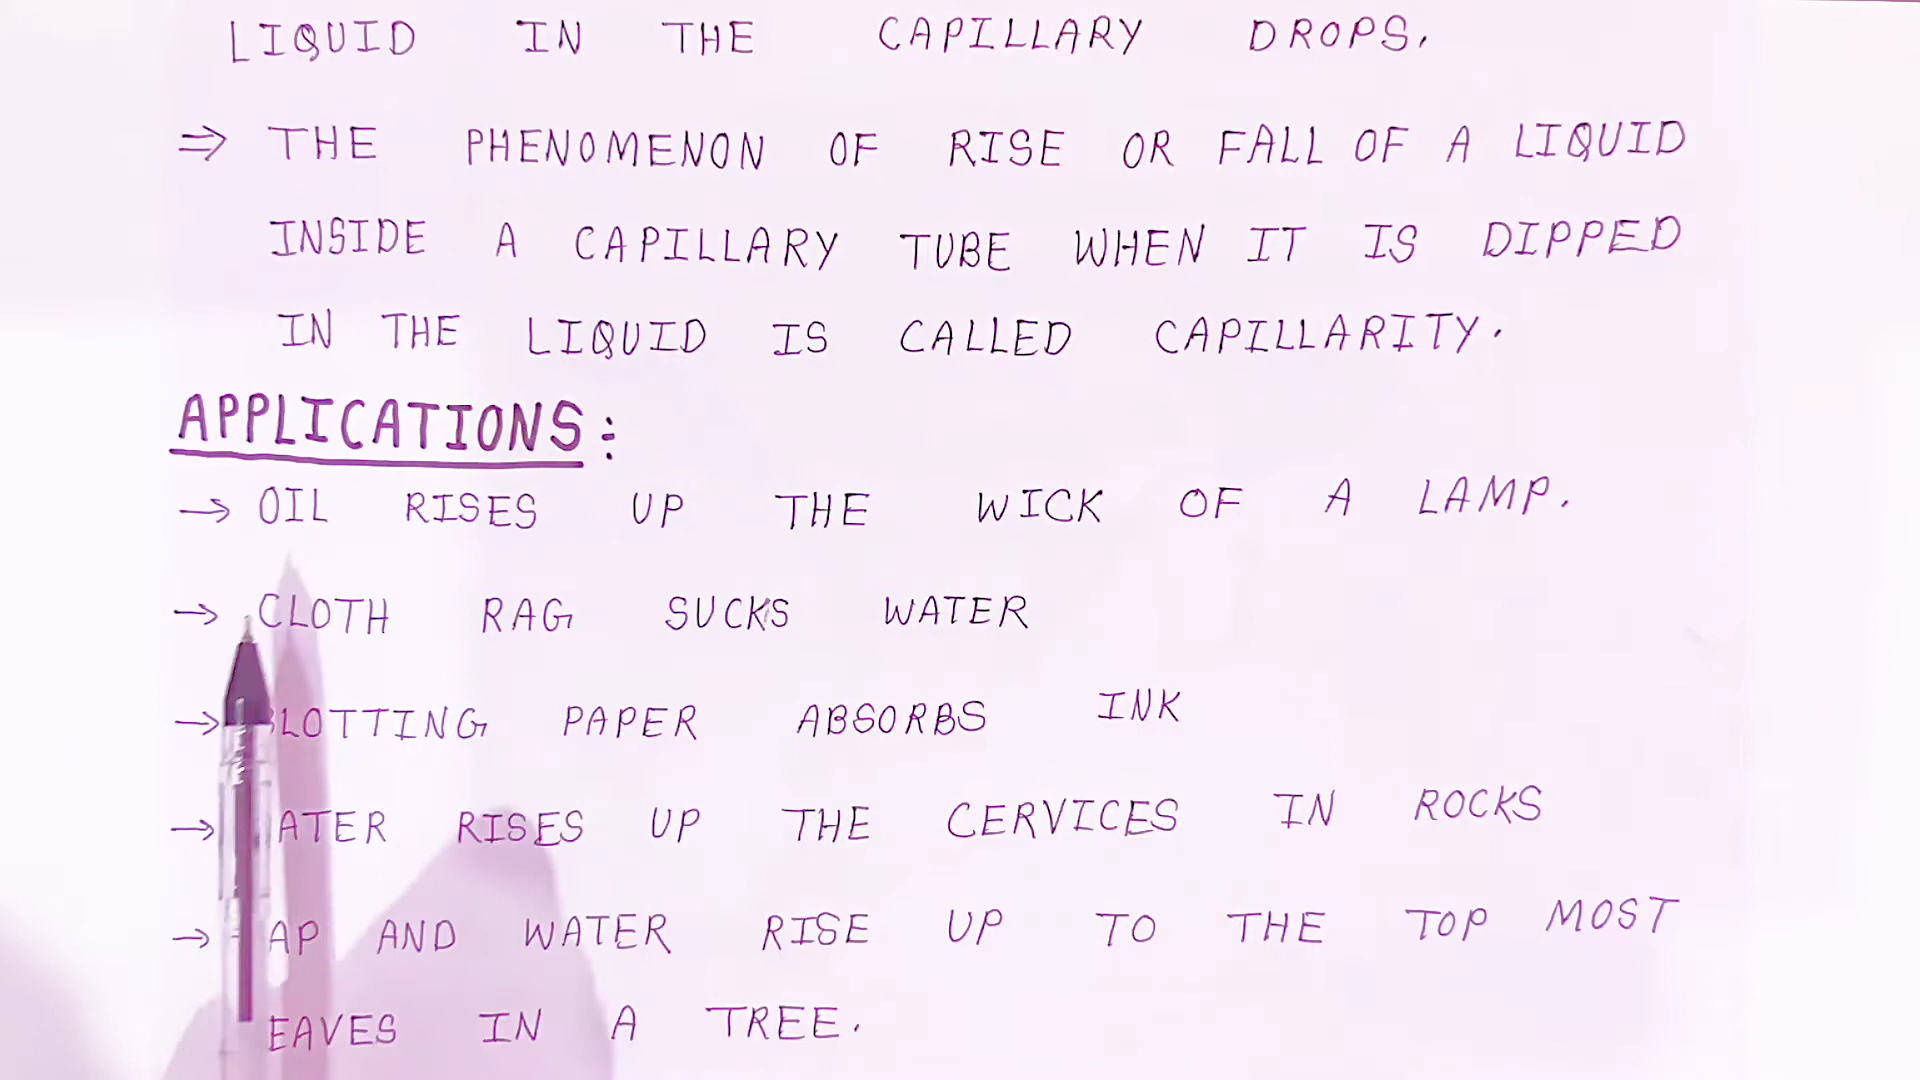 LIQUID IN THE CAPILLARY DROPS.
⇒ THE PHENOMENON OF RISE OR FALL OF A LIQUID
INSIDE A CAPILLARY TUBE WHEN IT IS DIPPED
IN THE LIQUID IS CALLED CAPILLARITY.
APPLICATIONS:
→ OIL RISES UP THE WICK OF A LAMP.
→ CLOTH RAG SUCKS WATER
→ BLOTTING PAPER ABSORBS INK
→ ATER RISES UP THE CERVICES IN ROCKS
→ AP AND WATER RISE UP TO THE TOP MOST
EAVES IN A TREE.